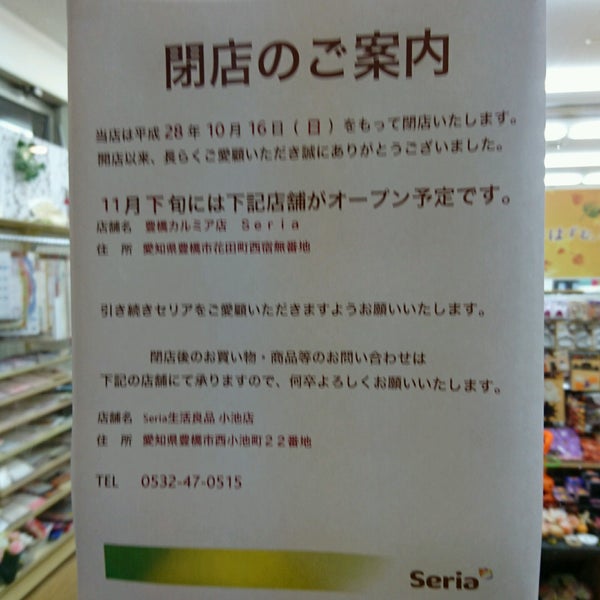 閉店のご案内
当店は平成28年10月16日(日)をもって閉店いたします。
開店以来、長らくご愛顧いただき誠にありがとうございました。
11月下旬には下記店舗がオープン予定です。
店舗名 豊橋カルミア店 Seria
住 所 愛知県豊橋市花田町西宿無番地
引き続きセリアをご愛顧いただきますようお願いいたします。
閉店後のお買い物・商品等のお問い合わせは
下記の店舗にて承りますので、何卒よろしくお願いいたします。
店舗名 Seria生活良品 小池店
住 所 愛知県豊橋市西小池町22番地
TEL 0532-47-0515
Seria